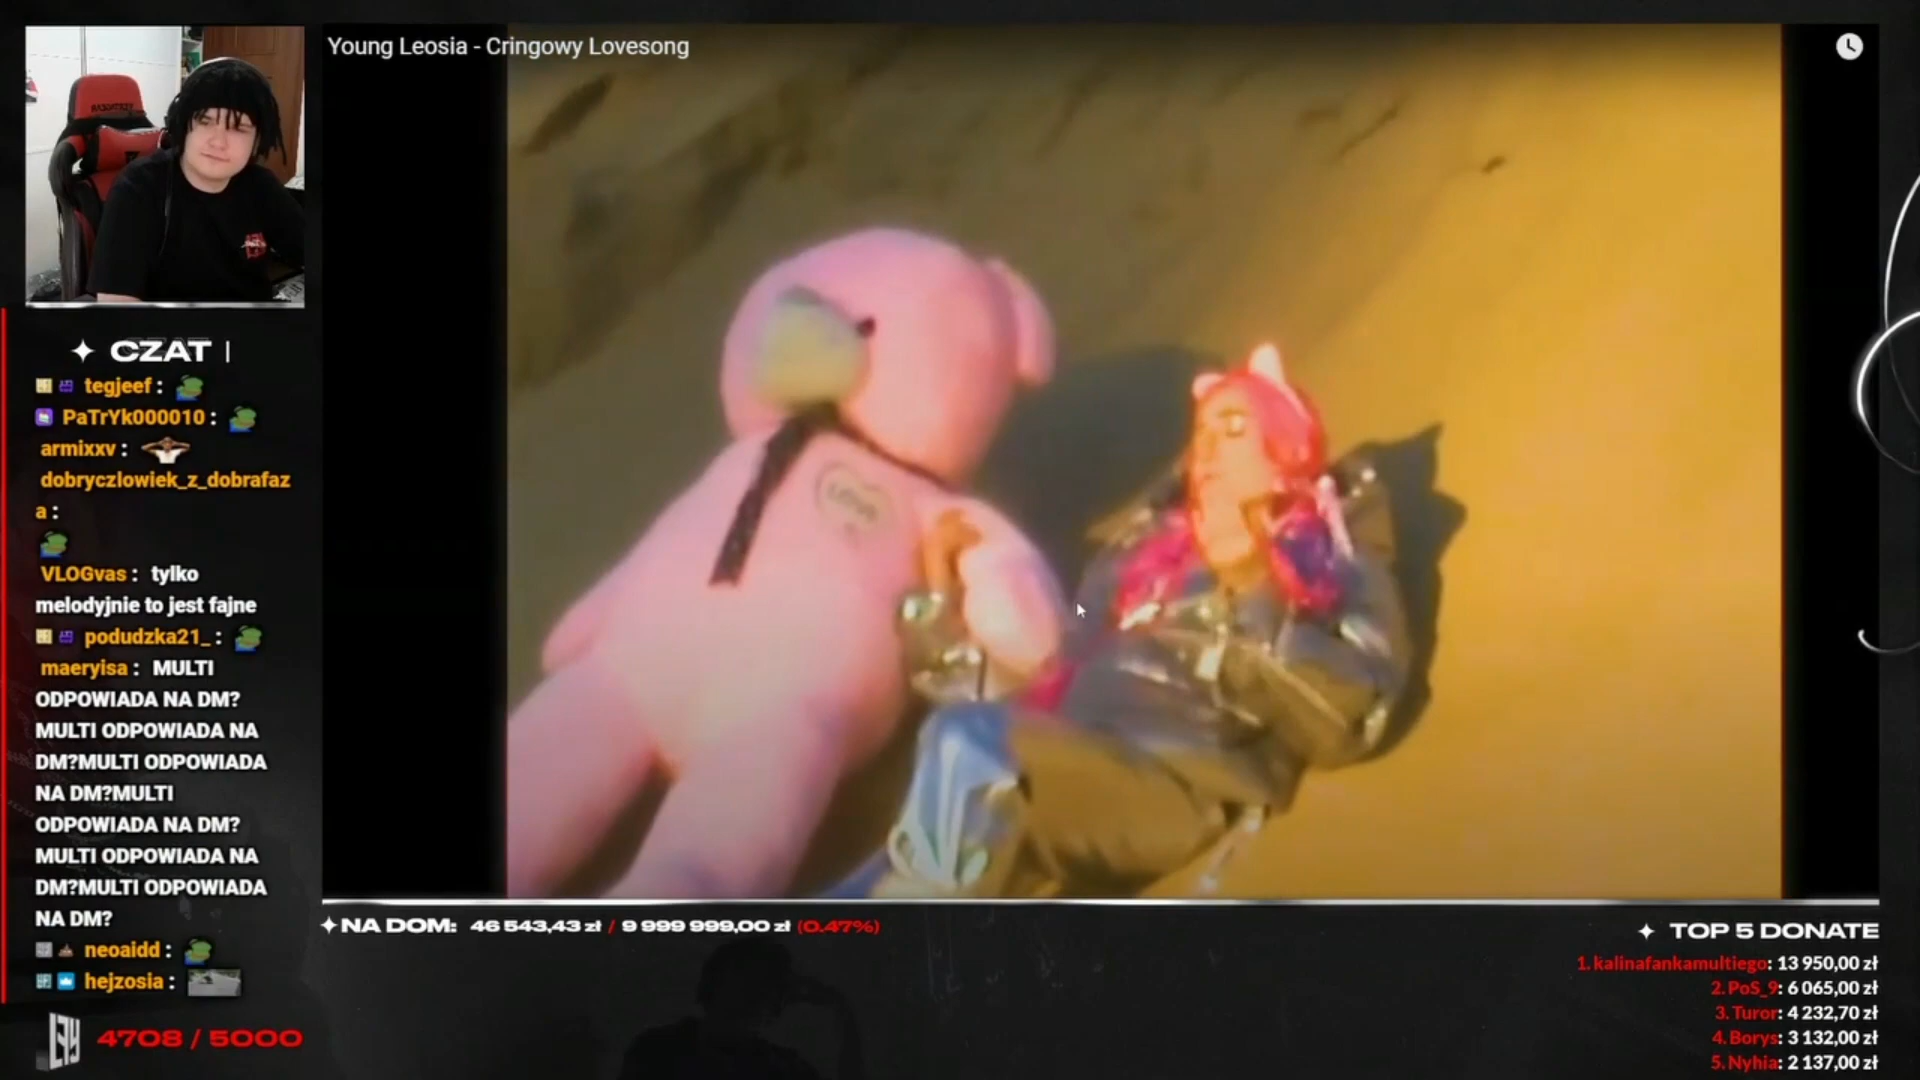 Young Leosia - Cringowy Lovesong
CZAT |
tegjeef :
PaTrYk000010 :
armixxv :
dobryczlowiek_z_dobrafaz
a :
VLOGvas : tylko
melodyjnie to jest fajne
podudzka21_ :
maeryisa : MULTI
ODPOWIADA NA DM?
MULTI ODPOWIADA NA
DM?MULTI ODPOWIADA
NA DM?MULTI
ODPOWIADA NA DM?
MULTI ODPOWIADA NA
DM?MULTI ODPOWIADA
NA DM?
neoaidd :
hejzosia :
4708 / 5000
NA DOM: 46 543,43 zł / 9 999 999,00 zł (0.47%)
TOP 5 DONATE
1. kalinafankamultiego: 13 950,00 zł
2. PoS_9: 6 065,00 zł
3. Turor: 4 232,70 zł
4. Borys: 3 132,00 zł
5. Nyhia: 2 137,00 zł